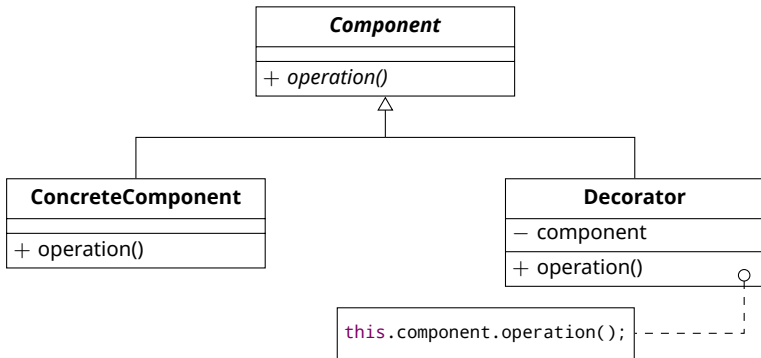 Component
+ operation()
ConcreteComponent
+ operation()
Decorator
− component
+ operation()
this.component.operation();